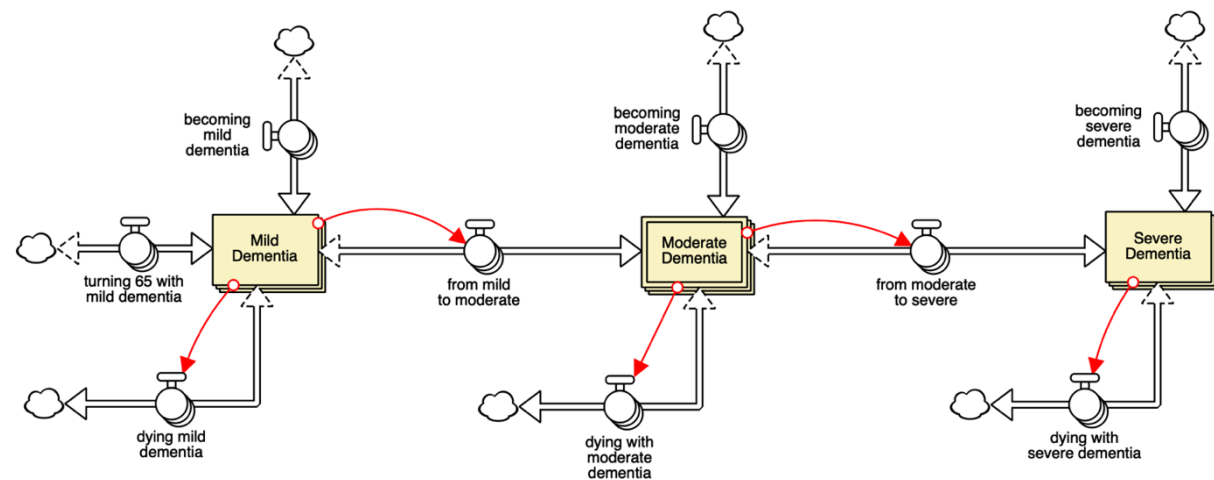 becoming
mild
dementia
becoming
moderate
dementia
becoming
severe
dementia
Mild
Dementia
Moderate
Dementia
Severe
Dementia
turning 65 with
mild dementia
from mild
to moderate
from moderate
to severe
dying mild
dementia
dying with
moderate
dementia
dying with
severe dementia